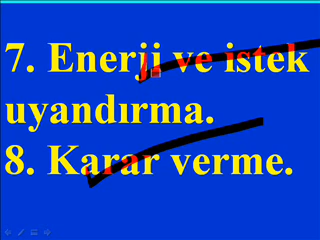 7. Enerji ve istek
uyandırma.
8. Karar verme.